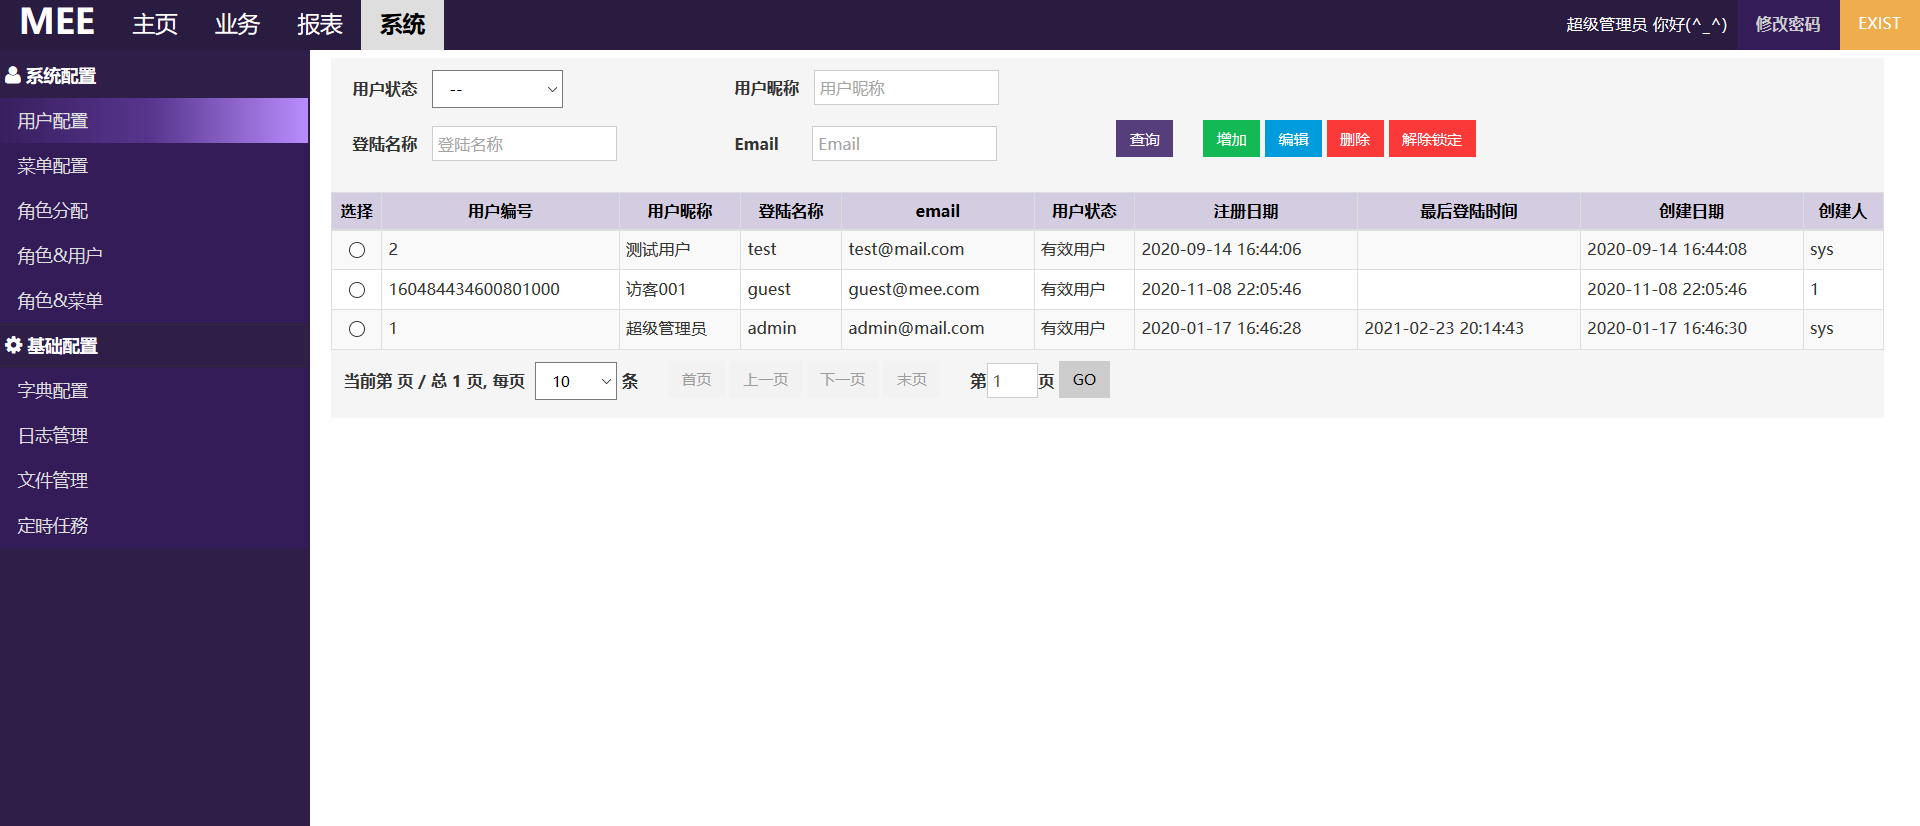 MEE 主页 业务 报表 系统 超级管理员 你好(^_^) 修改密码 EXIST
系统配置
用户配置
菜单配置
角色分配
角色&用户
角色&菜单
基础配置
字典配置
日志管理
文件管理
定時任務
用户状态 -- 用户昵称 用户昵称
登陆名称 登陆名称 Email Email 查询 增加 编辑 删除 解除锁定
选择 用户编号 用户昵称 登陆名称 email 用户状态 注册日期 最后登陆时间 创建日期 创建人
2 测试用户 test test@mail.com 有效用户 2020-09-14 16:44:06 2020-09-14 16:44:08 sys
160484434600801000 访客001 guest guest@mee.com 有效用户 2020-11-08 22:05:46 2020-11-08 22:05:46 1
1 超级管理员 admin admin@mail.com 有效用户 2020-01-17 16:46:28 2021-02-23 20:14:43 2020-01-17 16:46:30 sys
当前第 页 / 总 1 页, 每页 10 条 首页 上一页 下一页 末页 第 1 页 GO